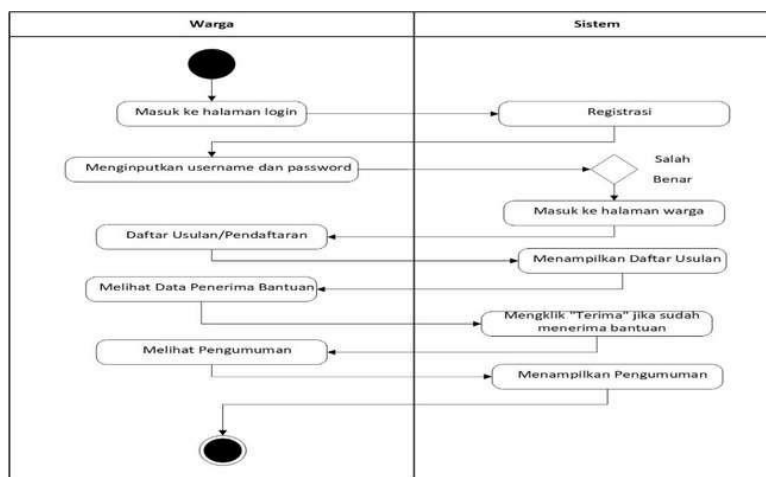 Warga
Sistem
Masuk ke halaman login
Registrasi
Menginputkan username dan password
Salah
Benar
Masuk ke halaman warga
Daftar Usulan/Pendaftaran
Menampilkan Daftar Usulan
Melihat Data Penerima Bantuan
Mengklik "Terima" jika sudah
menerima bantuan
Melihat Pengumuman
Menampilkan Pengumuman